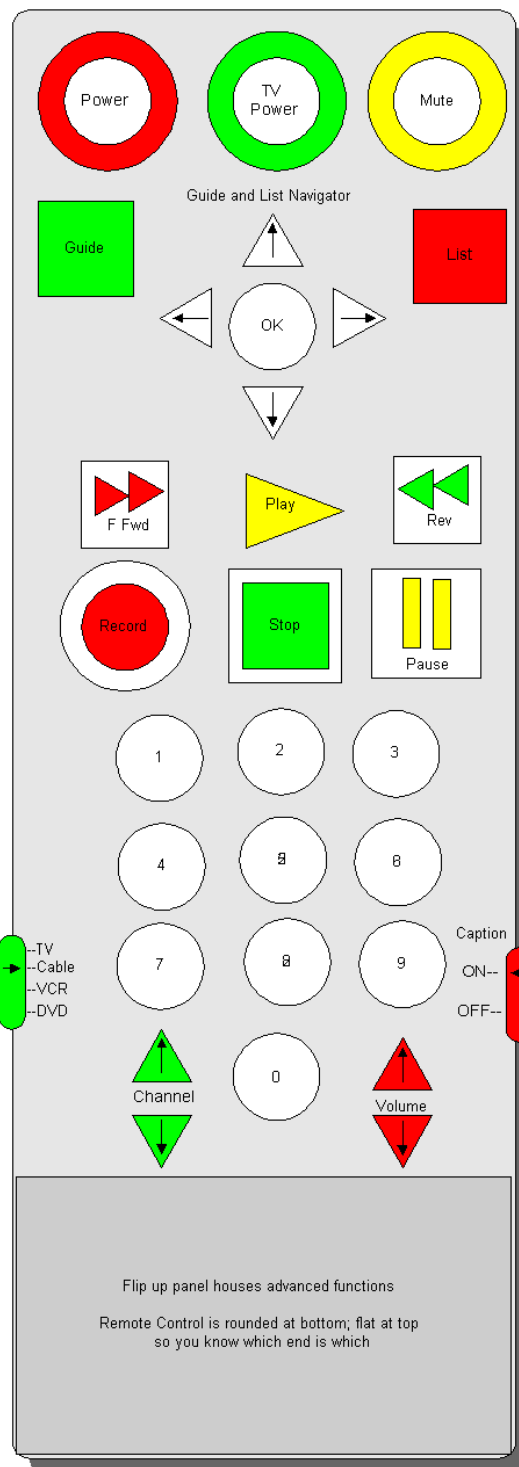 Power
TV
Power
Mute
Guide and List Navigator
Guide
List
OK
F Fwd
Play
Rev
Record
Stop
Pause
1
2
3
4
7
9
Caption
--TV
--Cable
ON--
--VCR
--DVD
OFF--
0
Channel
Volume
Flip up panel houses advanced functions
Remote Control is rounded at bottom; flat at top
so you know which end is which